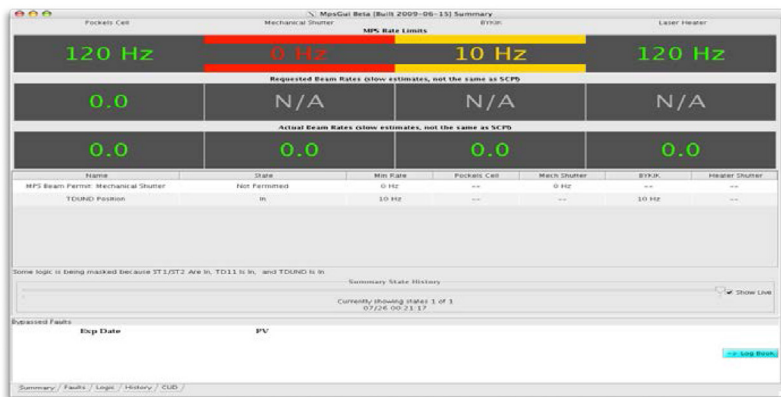 MpsGui Beta [Built 2009-06-15] Summary
Pockels Cell Mechanical Shutter BYKIK Laser Heater
MPS Rate Limits
120 Hz 0 Hz 10 Hz 120 Hz
Requested Beam Rates (slow estimates, not the same as SCP!)
0.0 N/A N/A N/A
Actual Beam Rates (slow estimates, not the same as SCP!)
0.0 0.0 0.0 0.0
Name State Min Rate Pockels Cell Mech Shutter BYKIK Heater Shutter
MPS Beam Permit: Mechanical Shutter Not Permitted 0 Hz -- 0 Hz -- --
TDUND Position In 10 Hz -- -- 10 Hz --
Some logic is being masked because ST1/ST2 Are In, TD11 Is In, and TDUND Is In
Summary State History
Show Live
Currently showing states 1 of 1
07/26 00:21:17
Bypassed Faults
Exp Date PV
--> Log Book
Summary / Faults / Logic / History / CUD /